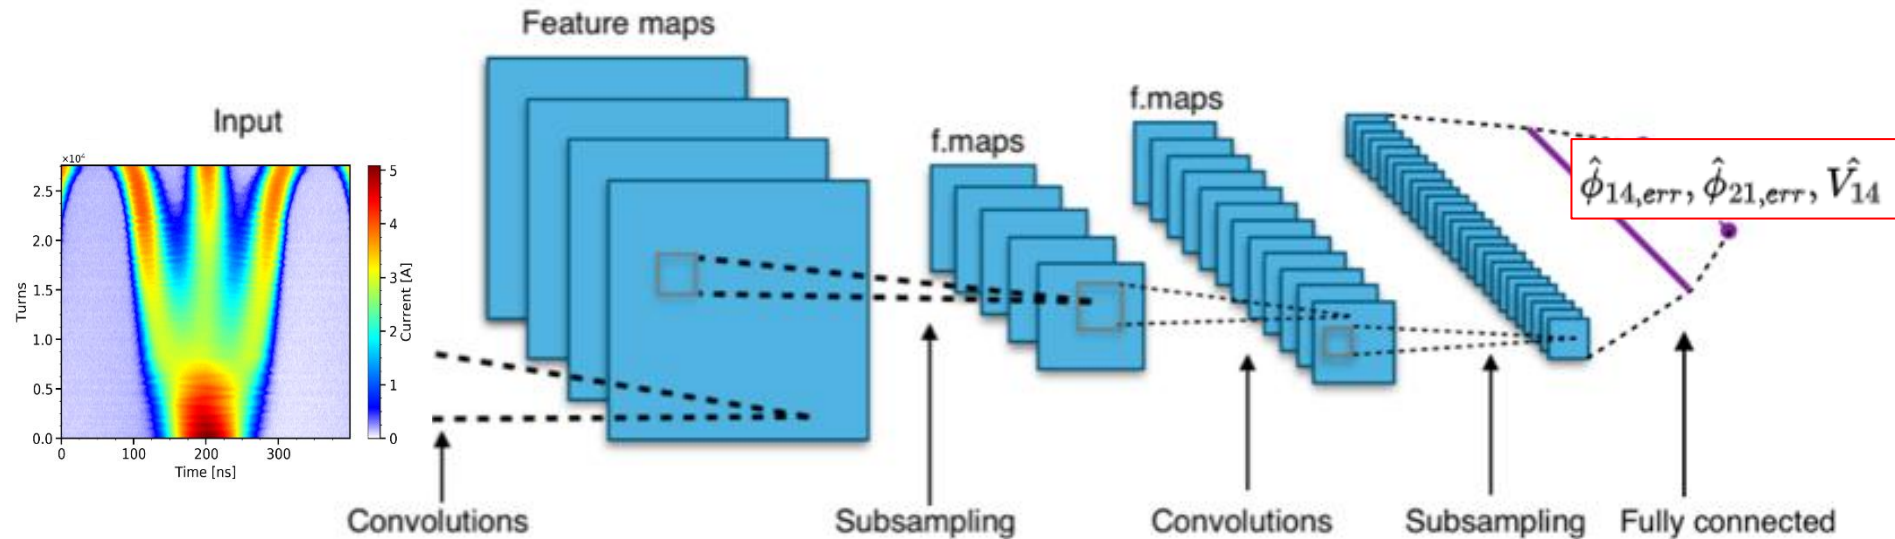 Feature maps
Input
f.maps
f.maps
×10⁴
2.5
2.0
1.5
1.0
0.5
0.0
Turns
0 100 200 300
Time [ns]
5
4
3
2
1
0
Current [A]
$\hat{\phi}_{14,err}, \hat{\phi}_{21,err}, \hat{V_{14}}$
Convolutions
Subsampling
Convolutions
Subsampling
Fully connected